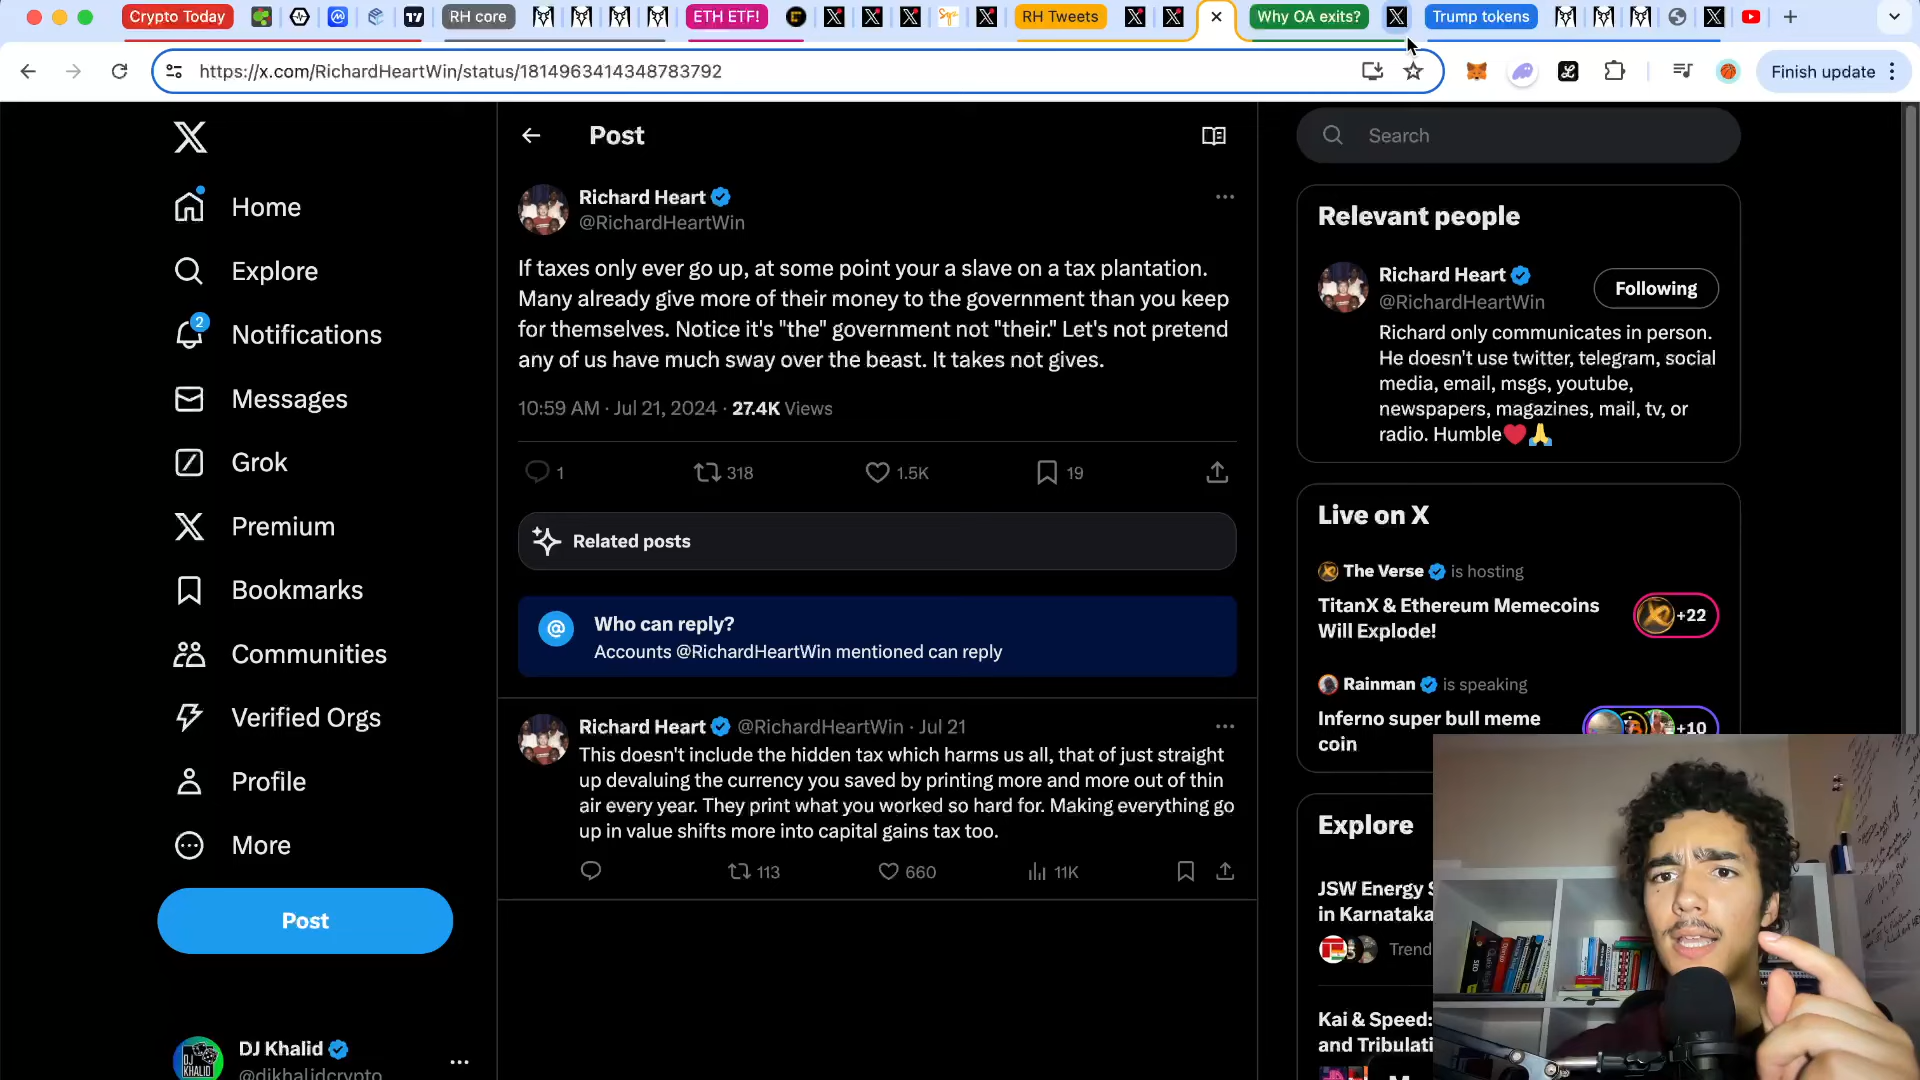 Crypto Today
RH core
ETH ETF!
RH Tweets
Why OA exits?
Trump tokens
https://x.com/RichardHeartWin/status/1814963414348783792
Finish update
Home
Explore
2
Notifications
Messages
Grok
Premium
Bookmarks
Communities
Verified Orgs
Profile
More
Post
DJ Khalid
@djkhalidcrypto
Post
Richard Heart
@RichardHeartWin
If taxes only ever go up, at some point your a slave on a tax plantation.
Many already give more of their money to the government than you keep
for themselves. Notice it's "the" government not "their." Let's not pretend
any of us have much sway over the beast. It takes not gives.
10:59 AM · Jul 21, 2024 · 27.4K Views
1
318
1.5K
19
Related posts
Who can reply?
Accounts @RichardHeartWin mentioned can reply
Richard Heart @RichardHeartWin · Jul 21
This doesn't include the hidden tax which harms us all, that of just straight
up devaluing the currency you saved by printing more and more out of thin
air every year. They print what you worked so hard for. Making everything go
up in value shifts more into capital gains tax too.
113
660
11K
Search
Relevant people
Richard Heart
@RichardHeartWin
Following
Richard only communicates in person.
He doesn't use twitter, telegram, social
media, email, msgs, youtube,
newspapers, magazines, mail, tv, or
radio. Humble❤️🙏
Live on X
The Verse is hosting
TitanX & Ethereum Memecoins
Will Explode!
+22
Rainman is speaking
Inferno super bull meme
coin
+10
Explore
JSW Energy S
in Karnataka
Trend
Kai & Speed:
and Tribulati